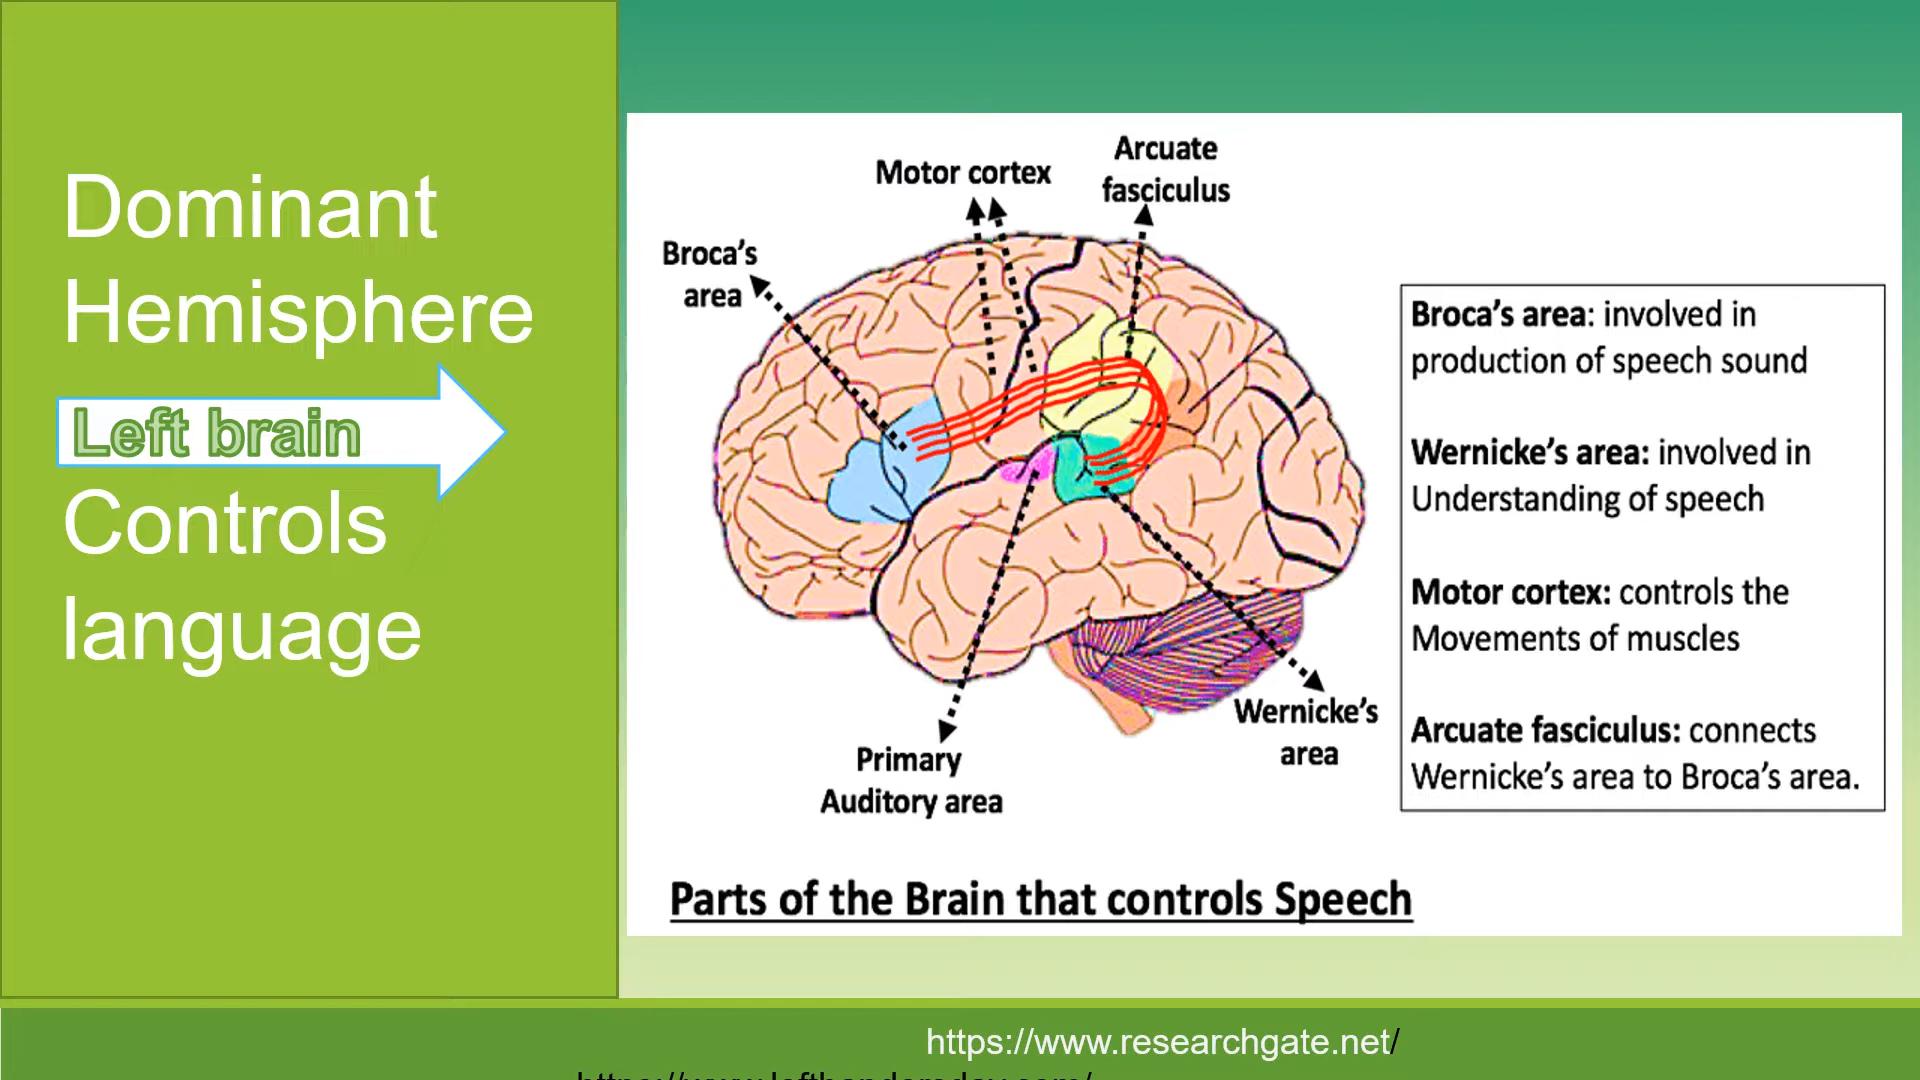 Dominant
Hemisphere
Left brain
Controls
language
Motor cortex
Arcuate
fasciculus
Broca's
area
Primary
Auditory area
Wernicke's
area
Broca's area: involved in
production of speech sound
Wernicke's area: involved in
Understanding of speech
Motor cortex: controls the
Movements of muscles
Arcuate fasciculus: connects
Wernicke's area to Broca's area.
Parts of the Brain that controls Speech
https://www.researchgate.net/